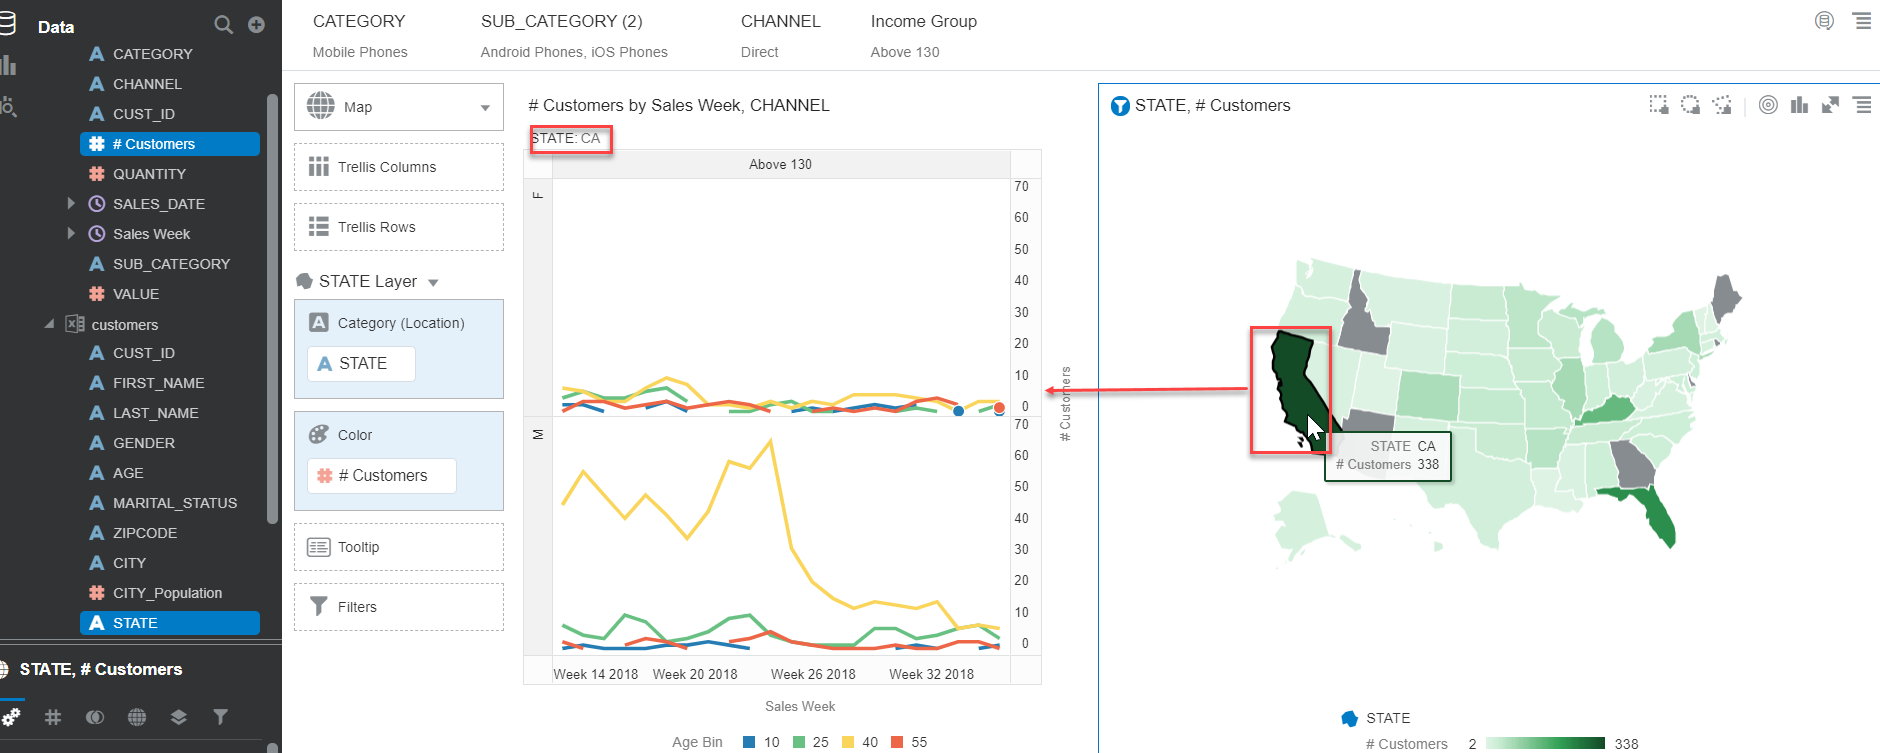 Data
CATEGORY
CHANNEL
CUST_ID
# Customers
QUANTITY
SALES_DATE
Sales Week
SUB_CATEGORY
VALUE
customers
CUST_ID
FIRST_NAME
LAST_NAME
GENDER
AGE
MARITAL_STATUS
ZIPCODE
CITY
CITY_Population
STATE
STATE, # Customers
CATEGORY
Mobile Phones
SUB_CATEGORY (2)
Android Phones, iOS Phones
CHANNEL
Direct
Income Group
Above 130
Map
Trellis Columns
Trellis Rows
STATE Layer
Category (Location)
STATE
Color
# Customers
Tooltip
Filters
# Customers by Sales Week, CHANNEL
STATE: CA
Above 130
F
70
60
50
40
30
20
10
0
M
70
60
50
40
30
20
10
0
# Customers
Week 14 2018 Week 20 2018 Week 26 2018 Week 32 2018
Sales Week
Age Bin 10 25 40 55
STATE, # Customers
STATE CA
# Customers 338
STATE
# Customers 2 338